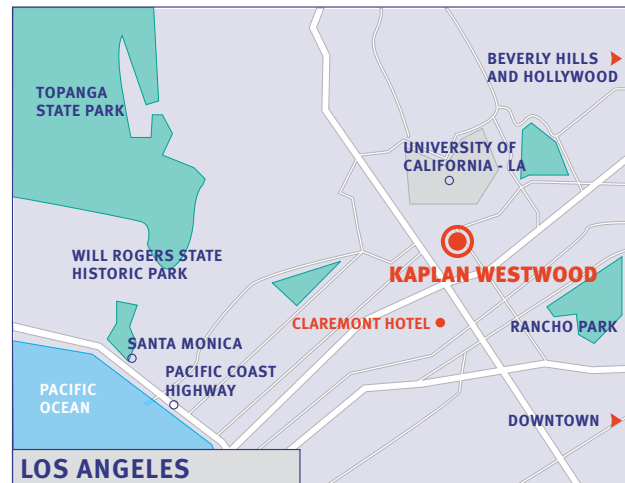 BEVERLY HILLS
AND HOLLYWOOD
TOPANGA
STATE PARK
UNIVERSITY OF
CALIFORNIA - LA
WILL ROGERS STATE
HISTORIC PARK
KAPLAN WESTWOOD
CLAREMONT HOTEL
RANCHO PARK
SANTA MONICA
PACIFIC COAST
HIGHWAY
PACIFIC
OCEAN
DOWNTOWN
LOS ANGELES